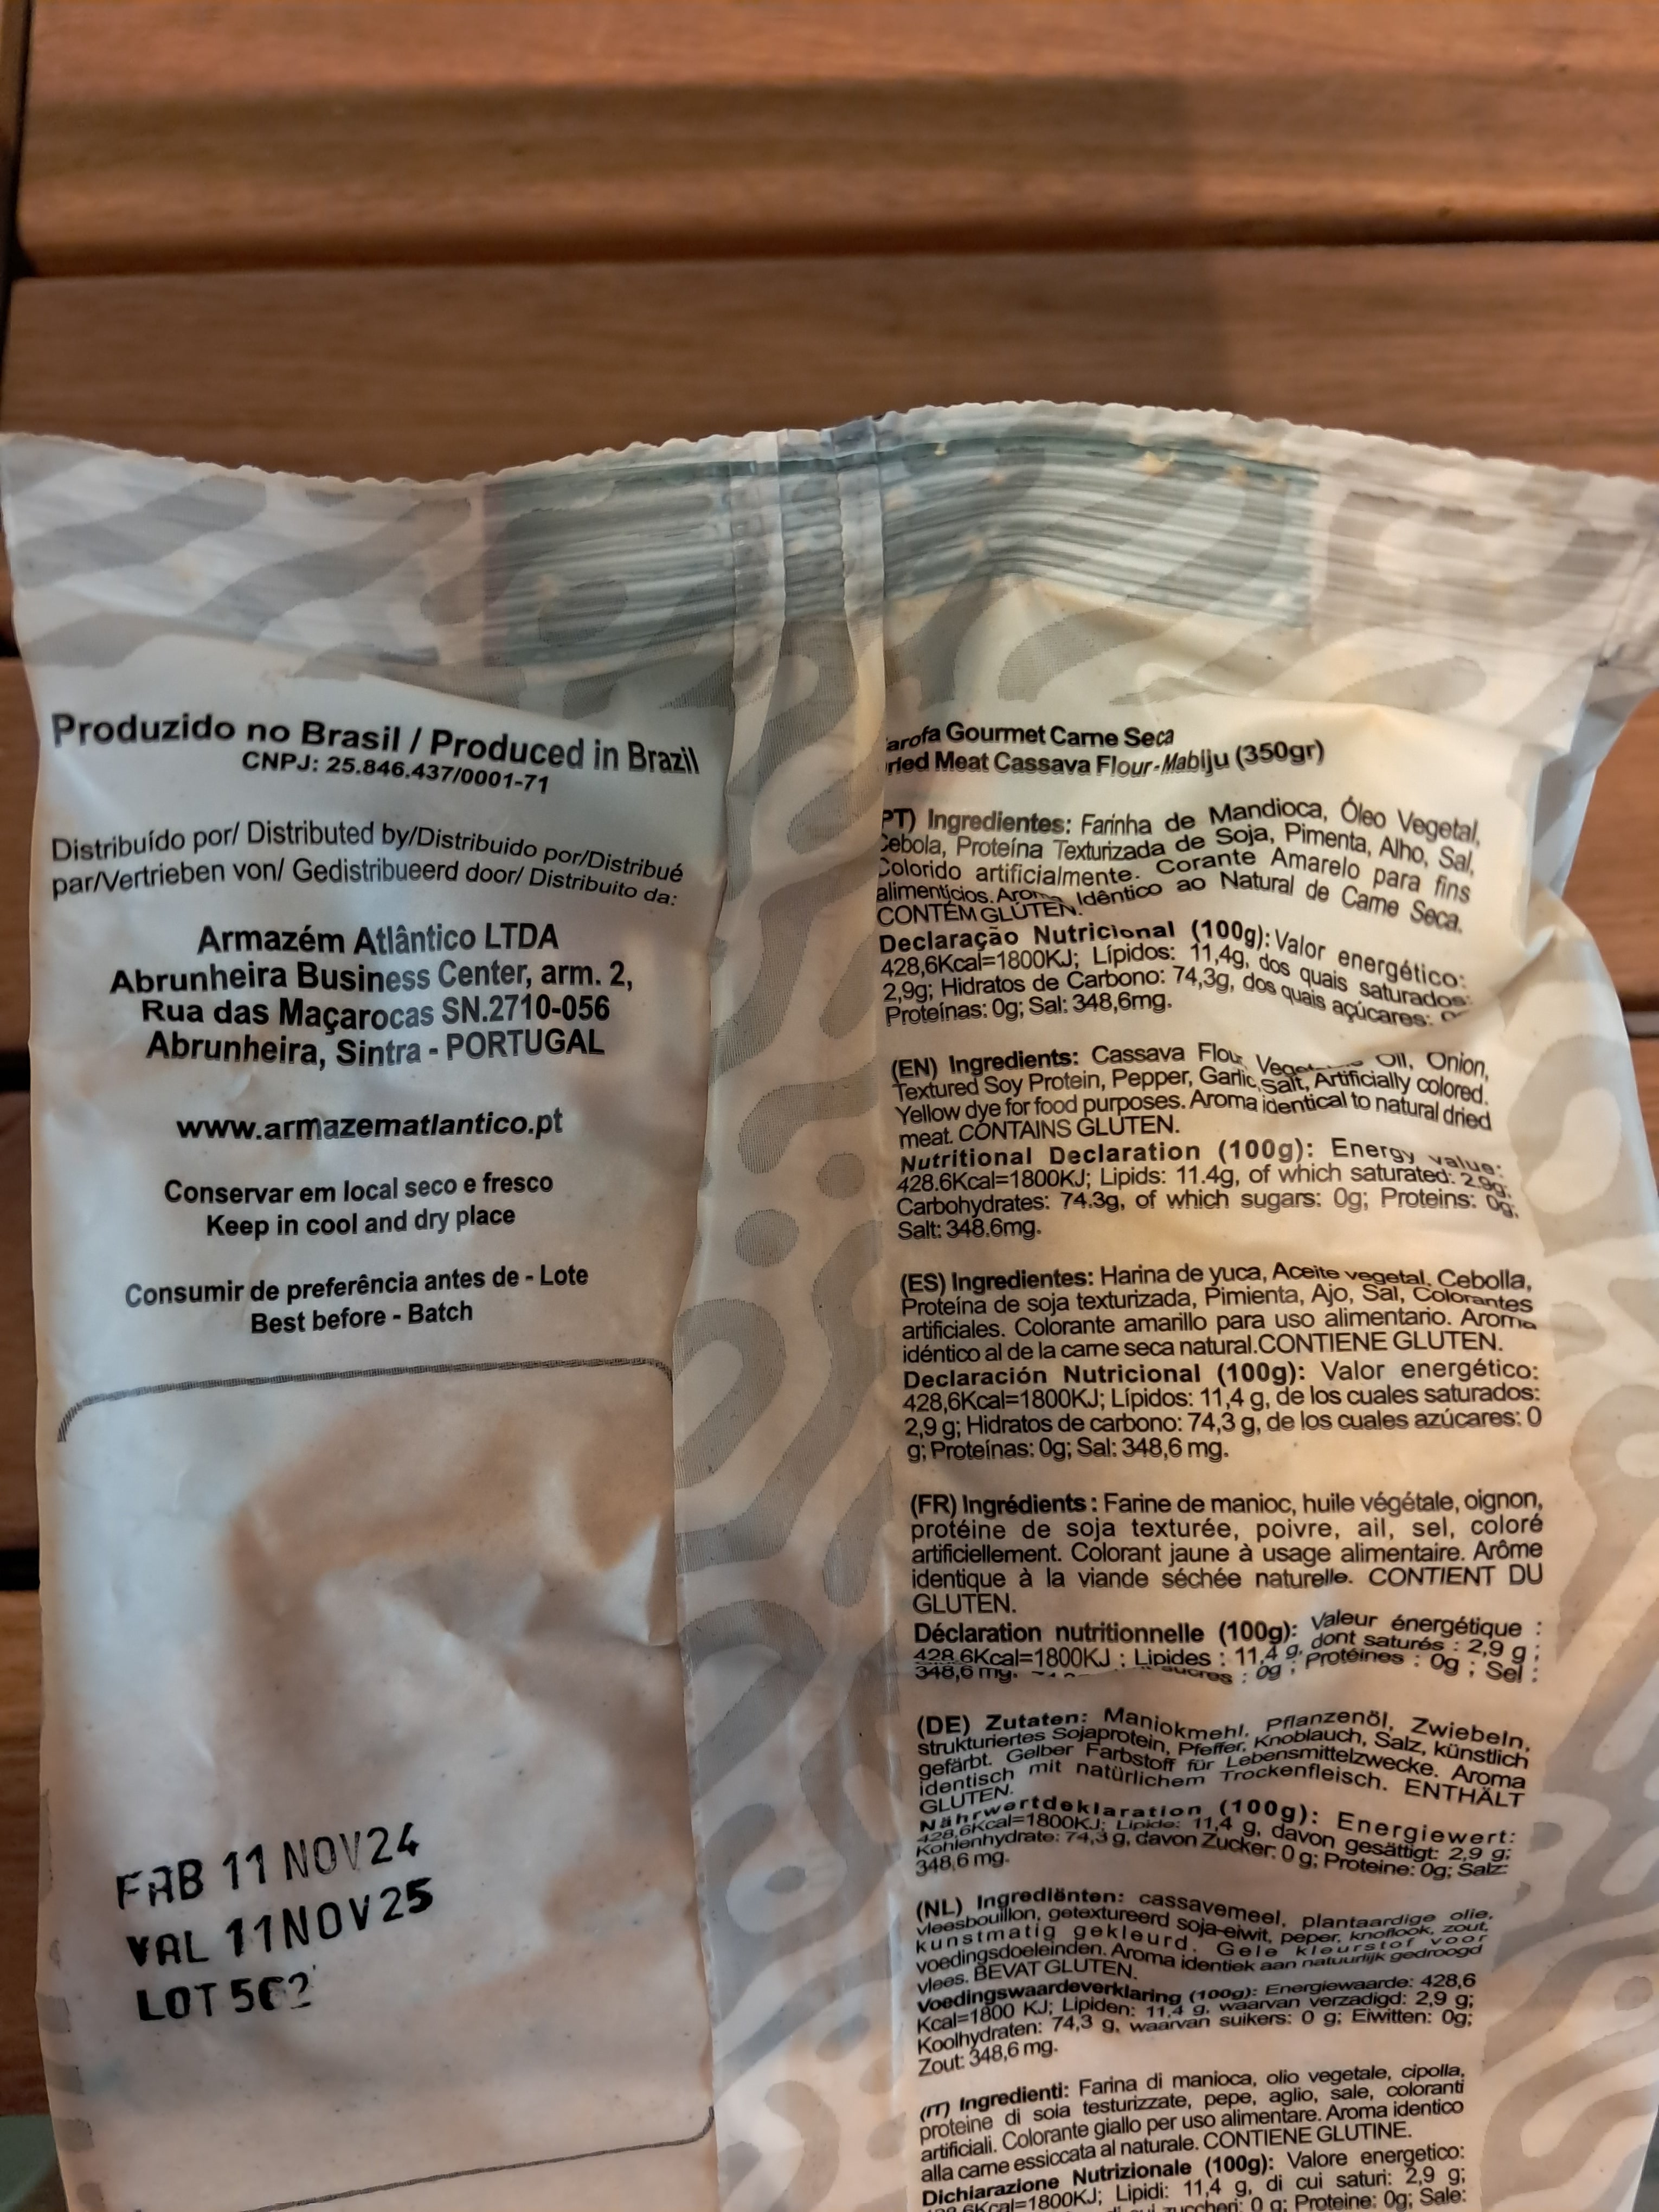 Produzido no Brasil / Produced in Brazil
CNPJ: 25.846.437/0001-71
Distribuído por/ Distributed by/Distribuido por/Distribué
par/Vertrieben von/ Gedistribueerd door/ Distribuito da:
Armazém Atlântico LTDA
Abrunheira Business Center, arm. 2,
Rua das Maçarocas SN.2710-056
Abrunheira, Sintra - PORTUGAL
www.armazematlantico.pt
Conservar em local seco e fresco
Keep in cool and dry place
Consumir de preferência antes de - Lote
Best before - Batch
FAB 11 NOV 24
VAL 11 NOV 25
LOT
arofa Gourmet Carne Seca
ried Meat Cassava Flour-Mabiju (350gr)
PT) Ingredientes: Farinha de Mandioca, Óleo Vegetal,
Cebola, Proteína Texturizada de Soja, Pimenta, Alho, Sal,
Colorido artificialmente. Corante Amarelo para fins
alimentícios. Aroma Idêntico ao Natural de Carne Seca.
CONTÉM GLÚTEN.
Declaração Nutricional (100g): Valor energético:
428,6Kcal=1800KJ; Lípidos: 11,4g, dos quais saturados:
2,9g; Hidratos de Carbono: 74,3g, dos quais açúcares:
Proteínas: 0g; Sal: 348,6mg.
(EN) Ingredients: Cassava Flour Oil, Onion,
Textured Soy Protein, Pepper, Garlic, Salt, Artificially colored.
Yellow dye for food purposes. Aroma identical to natural dried
meat. CONTAINS GLUTEN.
Nutritional Declaration (100g): Energy value:
428.6Kcal=1800KJ; Lipids: 11.4g, of which saturated: 2.9g;
Carbohydrates: 74.3g, of which sugars: 0g; Proteins: 0g;
Salt: 348.6mg.
(ES) Ingredientes: Harina de yuca, Aceite vegetal, Cebolla,
Proteína de soja texturizada, Pimienta, Ajo, Sal, Colorantes
artificiales. Colorante amarillo para uso alimentario. Aroma
idéntico al de la carne seca natural.CONTIENE GLUTEN.
Declaración Nutricional (100g): Valor energético:
428,6Kcal=1800KJ; Lípidos: 11,4 g, de los cuales saturados:
2,9 g; Hidratos de carbono: 74,3 g, de los cuales azúcares: 0
g; Proteínas: 0g; Sal: 348,6 mg.
(FR) Ingrédients : Farine de manioc, huile végétale, oignon,
protéine de soja texturée, poivre, ail, sel, coloré
artificiellement. Colorant jaune à usage alimentaire. Arôme
identique à la viande séchée naturelle. CONTIENT DU
GLUTEN.
Déclaration nutritionnelle (100g): Valeur énergétique :
428,6Kcal=1800KJ ; Lipides : 11,4 g, dont saturés : 2,9 g ;
sucres : 0g ; Protéines : 0g ; Sel :
348,6 mg.
(DE) Zutaten: Maniokmehl, Pflanzenöl, Zwiebeln,
strukturiertes Sojaprotein, Pfeffer, Knoblauch, Salz, künstlich
gefärbt. Gelber Farbstoff für Lebensmittelzwecke. Aroma
identisch mit natürlichem Trockenfleisch. ENTHÄLT
GLUTEN.
Nährwertdeklaration (100g): Energiewert:
428,6Kcal=1800KJ; Lipide: 11,4 g, davon gesättigt: 2,9 g;
Kohlenhydrate: 74,3 g, davon Zucker: 0 g; Proteine: 0g; Salz:
348,6 mg.
(NL) Ingrediënten: cassavemeel, plantaardige olie,
vleesbouillon, getextureerd soja-eiwit, peper, knoflook, zout,
kunstmatig gekleurd. Gele kleurstof voor
voedingsdoeleinden. Aroma identiek aan natuurlijk gedroogd
vlees. BEVAT GLUTEN.
Voedingswaardeverklaring (100g): Energiewaarde: 428,6
Kcal=1800 KJ; Lipiden: 11,4 g, waarvan verzadigd: 2,9 g;
Koolhydraten: 74,3 g, waarvan suikers: 0 g; Eiwitten: 0g;
Zout: 348,6 mg.
(IT) Ingredienti: Farina di manioca, olio vegetale, cipolla,
proteine di soia testurizzate, pepe, aglio, sale, coloranti
artificiali. Colorante giallo per uso alimentare. Aroma identico
alla carne essiccata al naturale. CONTIENE GLUTINE.
Dichiarazione Nutrizionale (100g): Valore energetico:
6Kcal=1800KJ; Lipidi: 11,4 g, di cui saturi: 2,9 g;
di cui zuccheri: 0 g; Proteine: 0g; Sale: